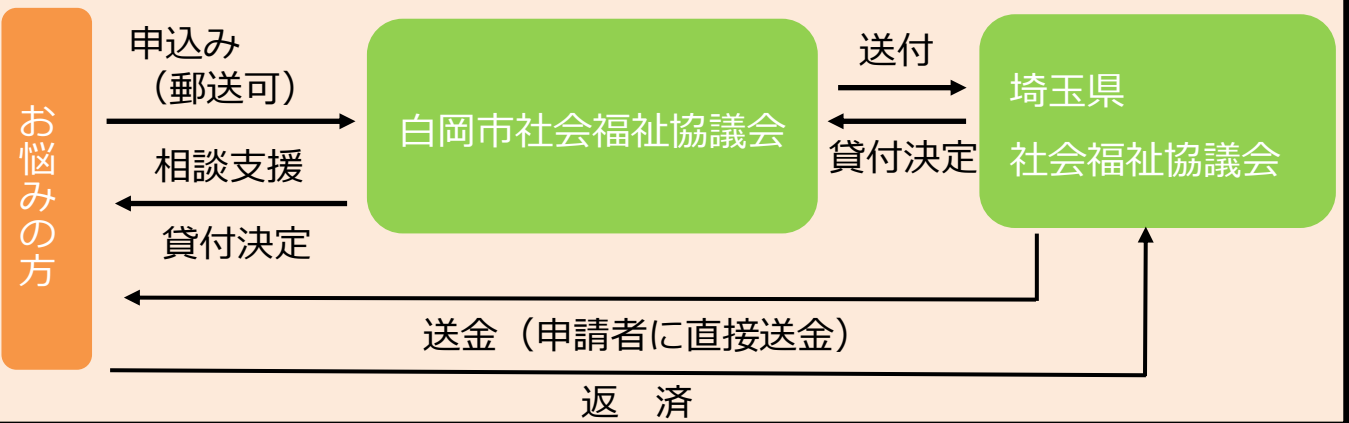 お悩みの方
申込み
（郵送可）
相談支援
貸付決定
白岡市社会福祉協議会
送付
貸付決定
埼玉県
社会福祉協議会
送金（申請者に直接送金）
返　済